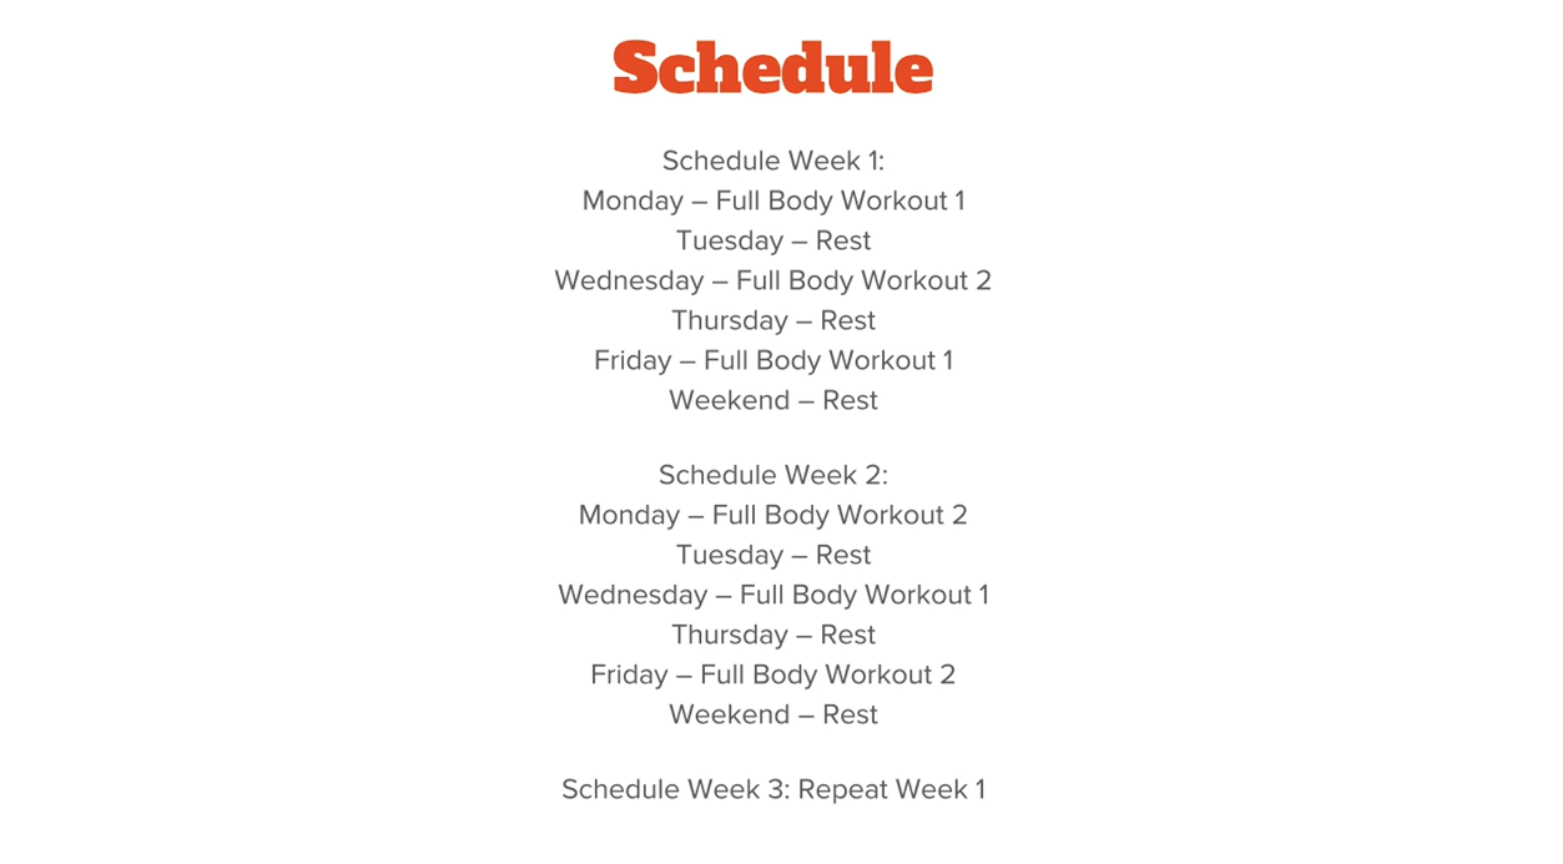 Schedule
Schedule Week 1:
Monday – Full Body Workout 1
Tuesday – Rest
Wednesday – Full Body Workout 2
Thursday – Rest
Friday – Full Body Workout 1
Weekend – Rest
Schedule Week 2:
Monday – Full Body Workout 2
Tuesday – Rest
Wednesday – Full Body Workout 1
Thursday – Rest
Friday – Full Body Workout 2
Weekend – Rest
Schedule Week 3: Repeat Week 1